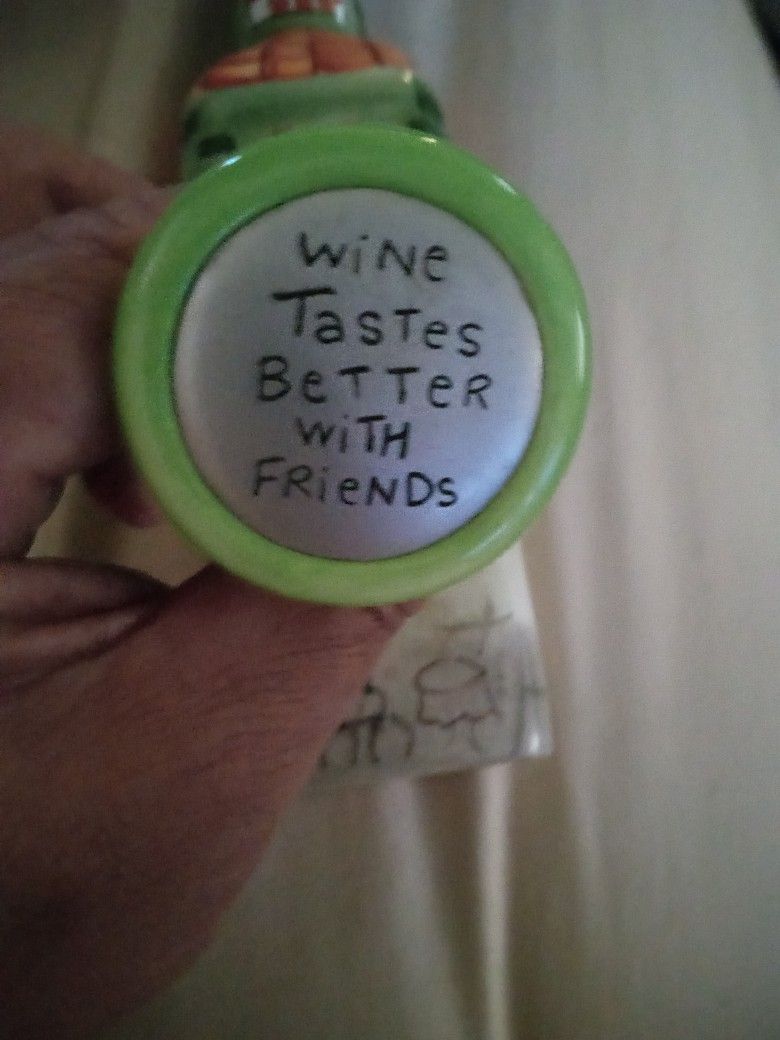 WiNe
TasTes
BeTTeR
WiTH
FRieNDs